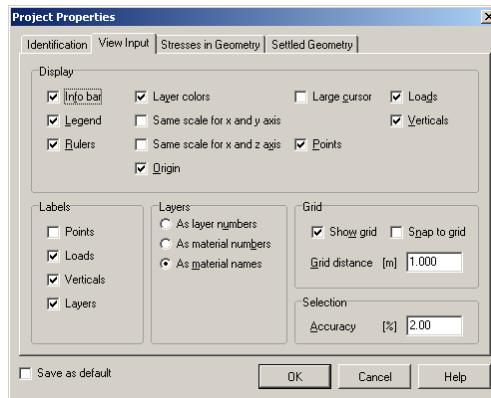 Project Properties
Identification View Input Stresses in Geometry Settled Geometry
Display
Info bar Layer colors Large cursor Loads
Legend Same scale for x and y axis Verticals
Rulers Same scale for x and z axis Points
Origin
Labels
Points
Loads
Verticals
Layers
Layers
As layer numbers
As material numbers
As material names
Grid
Show grid Snap to grid
Grid distance [m] 1.000
Selection
Accuracy [%] 2.00
Save as default OK Cancel Help